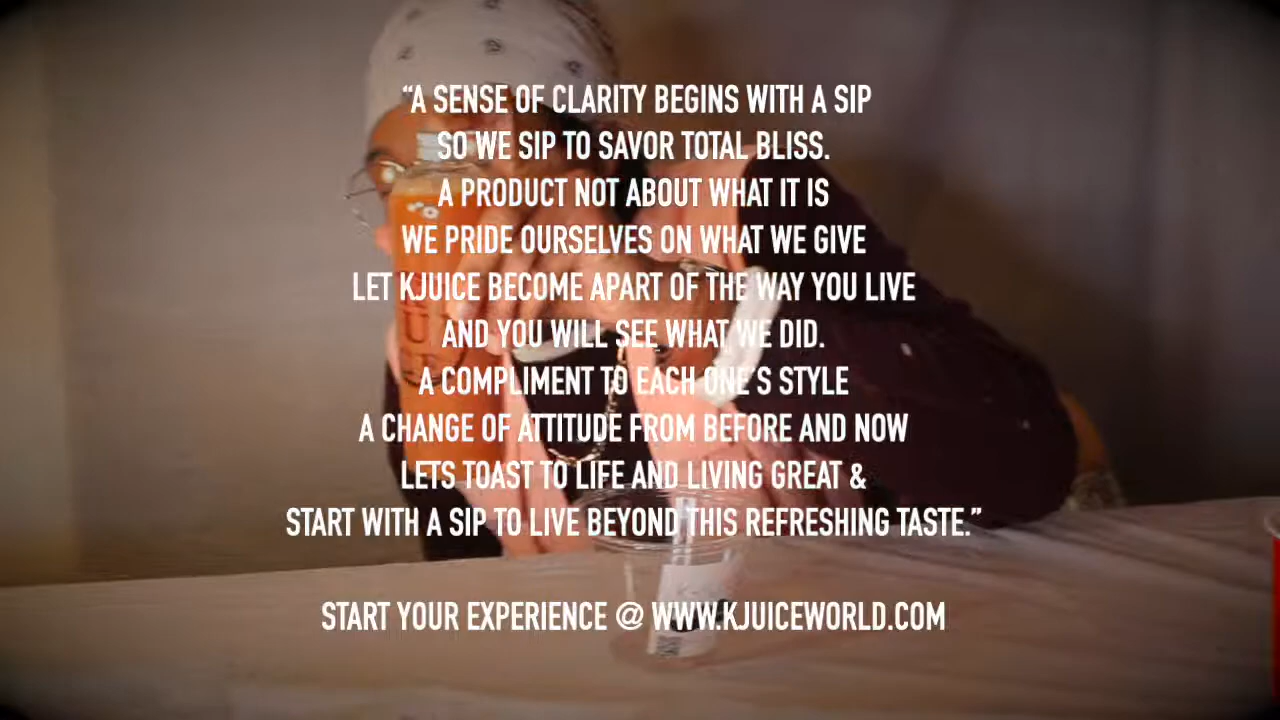 “A SENSE OF CLARITY BEGINS WITH A SIP
SO WE SIP TO SAVOR TOTAL BLISS.
A PRODUCT NOT ABOUT WHAT IT IS
WE PRIDE OURSELVES ON WHAT WE GIVE
LET KJUICE BECOME APART OF THE WAY YOU LIVE
AND YOU WILL SEE WHAT WE DID.
A COMPLIMENT TO EACH ONE'S STYLE
A CHANGE OF ATTITUDE FROM BEFORE AND NOW
LETS TOAST TO LIFE AND LIVING GREAT &
START WITH A SIP TO LIVE BEYOND THIS REFRESHING TASTE.”
START YOUR EXPERIENCE @ WWW.KJUICEWORLD.COM